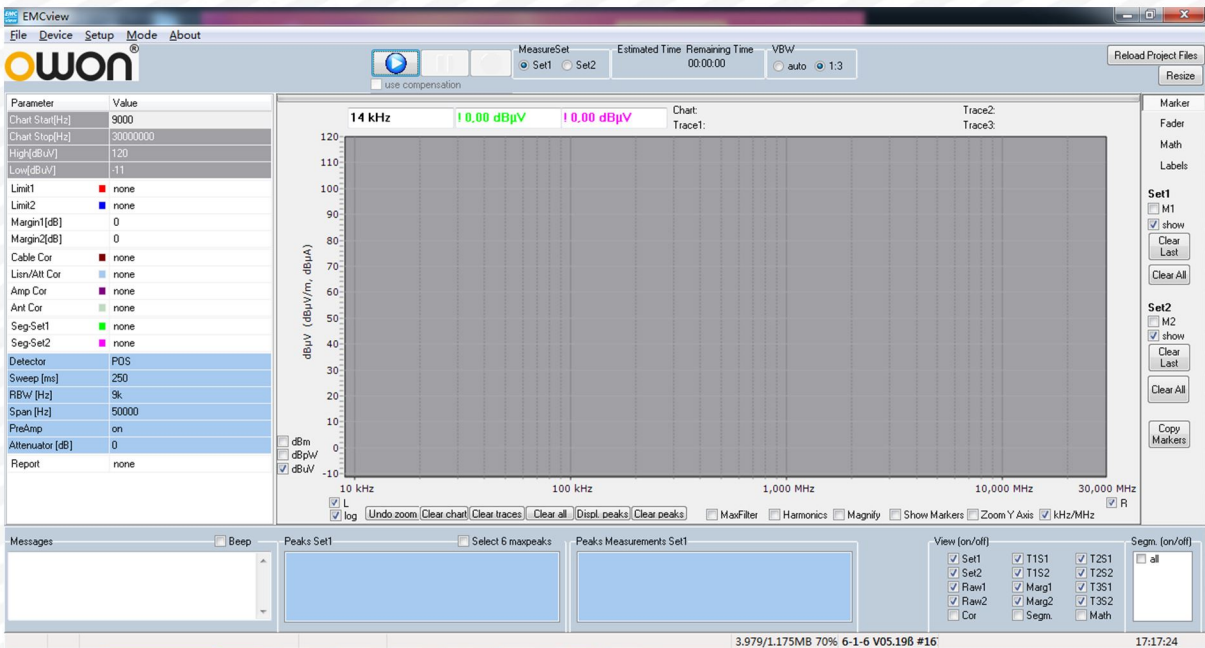 EMCview
File Device Setup Mode About
owon®
use compensation
MeasureSet
Set1 Set2
Estimated Time Remaining Time
00:00:00
VBW
auto 1:3
Reload Project Files
Resize
Parameter Value
Chart Start[Hz] 9000
Chart Stop[Hz] 30000000
High[dBuV] 120
Low[dBuV] -11
Limit1 none
Limit2 none
Margin1[dB] 0
Margin2[dB] 0
Cable Cor none
Lisn/Att Cor none
Amp Cor none
Ant Cor none
Seg-Set1 none
Seg-Set2 none
Detector POS
Sweep [ms] 250
RBW [Hz] 9k
Span [Hz] 50000
PreAmp on
Attenuator [dB] 0
Report none
14 kHz ! 0,00 dBµV ! 0,00 dBµV
Chart: Trace2:
Trace1: Trace3:
120
110
100
90
80
70
60
50
40
30
20
10
0
-10
dBµV (dBµV/m, dBµA)
dBm
dBpW
dBuV
10 kHz 100 kHz 1,000 MHz 10,000 MHz 30,000 MHz
L R
log Undo zoom Clear chart Clear traces Clear all Displ. peaks Clear peaks MaxFilter Harmonics Magnify Show Markers Zoom Y Axis kHz/MHz
Marker
Fader
Math
Labels
Set1
M1
show
Clear
Last
Clear All
Set2
M2
show
Clear
Last
Clear All
Copy
Markers
Messages Beep
Peaks Set1 Select 6 maxpeaks
Peaks Measurements Set1
View (on/off)
Set1 T1S1 T2S1
Set2 T1S2 T2S2
Raw1 Marg1 T3S1
Raw2 Marg2 T3S2
Cor Segm. Math
Segm. (on/off)
all
3.979/1.175MB 70% 6-1-6 V05.19ß #16
17:17:24